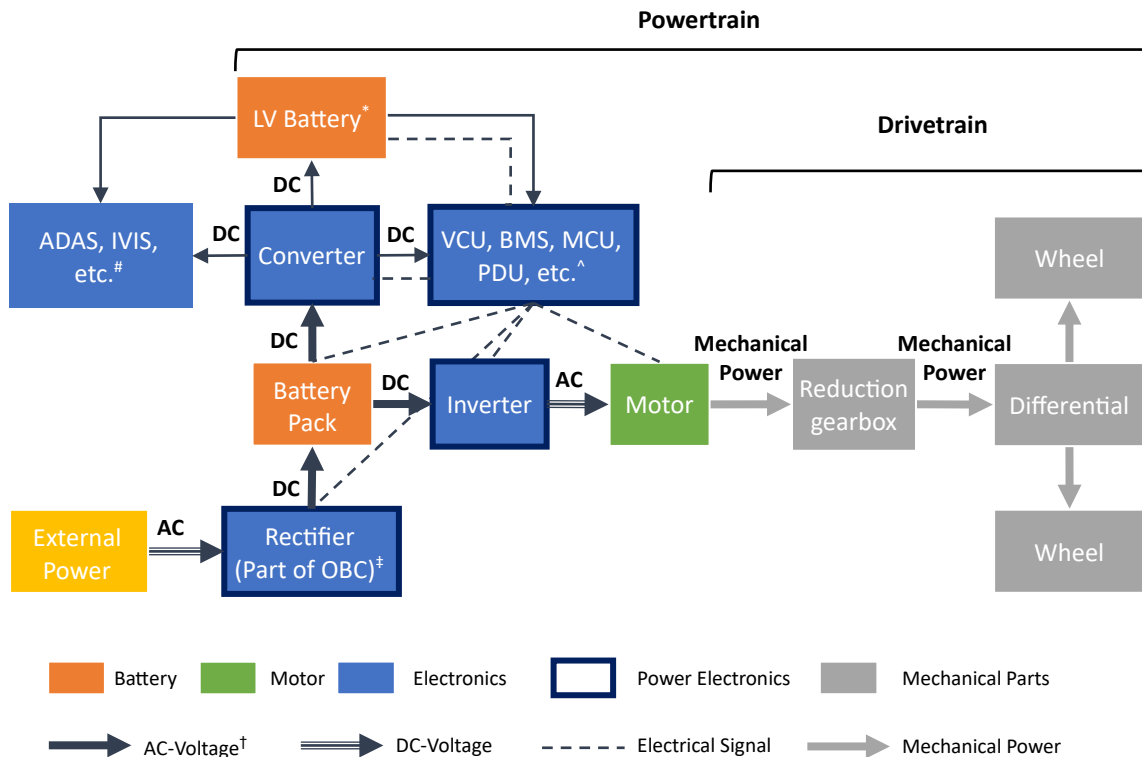 Powertrain
LV Battery*
Drivetrain
DC
ADAS, IVIS,
etc.#
DC
Converter
DC
VCU, BMS, MCU,
PDU, etc.^
Wheel
DC
Mechanical
Power
Mechanical
Power
Battery
Pack
DC
Inverter
AC
Motor
Reduction
gearbox
Differential
DC
External
Power
AC
Rectifier
(Part of OBC)‡
Wheel
Battery
Motor
Electronics
Power Electronics
Mechanical Parts
AC-Voltage†
DC-Voltage
Electrical Signal
Mechanical Power